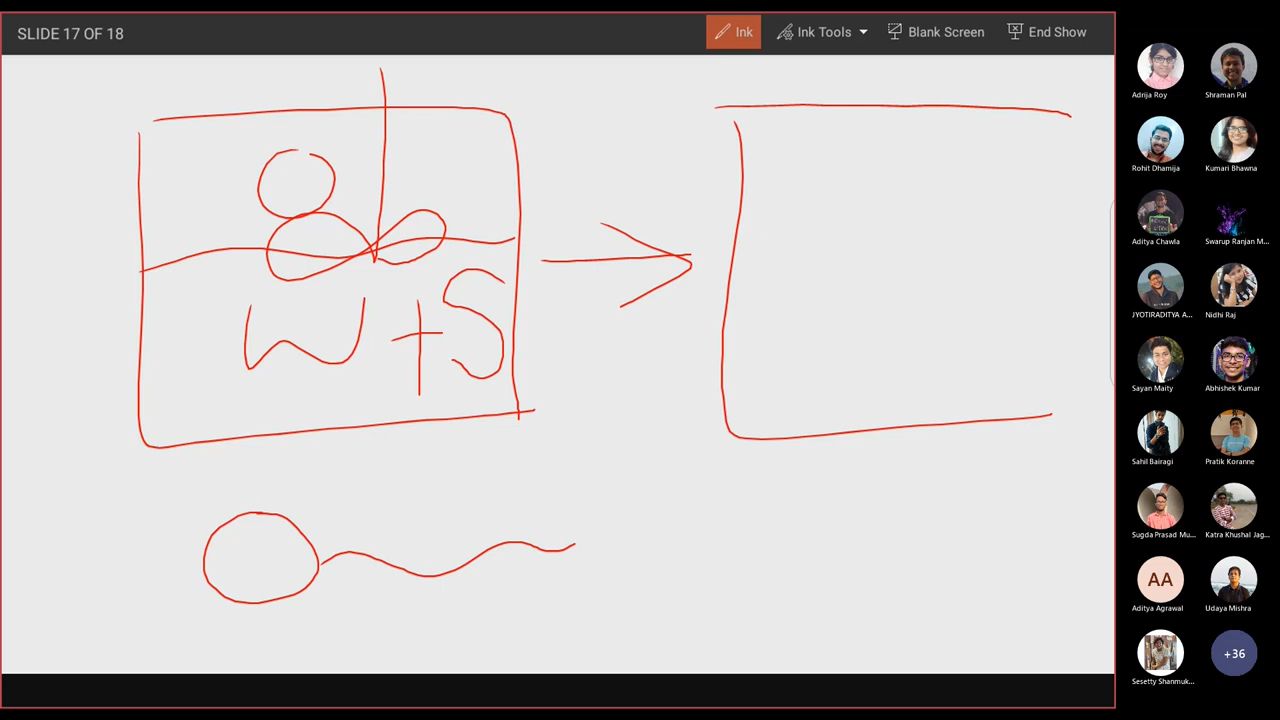 SLIDE 17 OF 18
Ink
Ink Tools
Blank Screen
End Show
W+S
Adrija Roy
Shraman Pal
Rohit Dhamija
Kumari Bhawna
Aditya Chawla
Swarup Ranjan M...
JYOTIRADITYA A...
Nidhi Raj
Sayan Maity
Abhishek Kumar
Sahil Bairagi
Pratik Koranne
Sugda Prasad Mu...
Katra Khushal Jag...
AA
Aditya Agrawal
Udaya Mishra
Sesetty Shanmuk...
+36